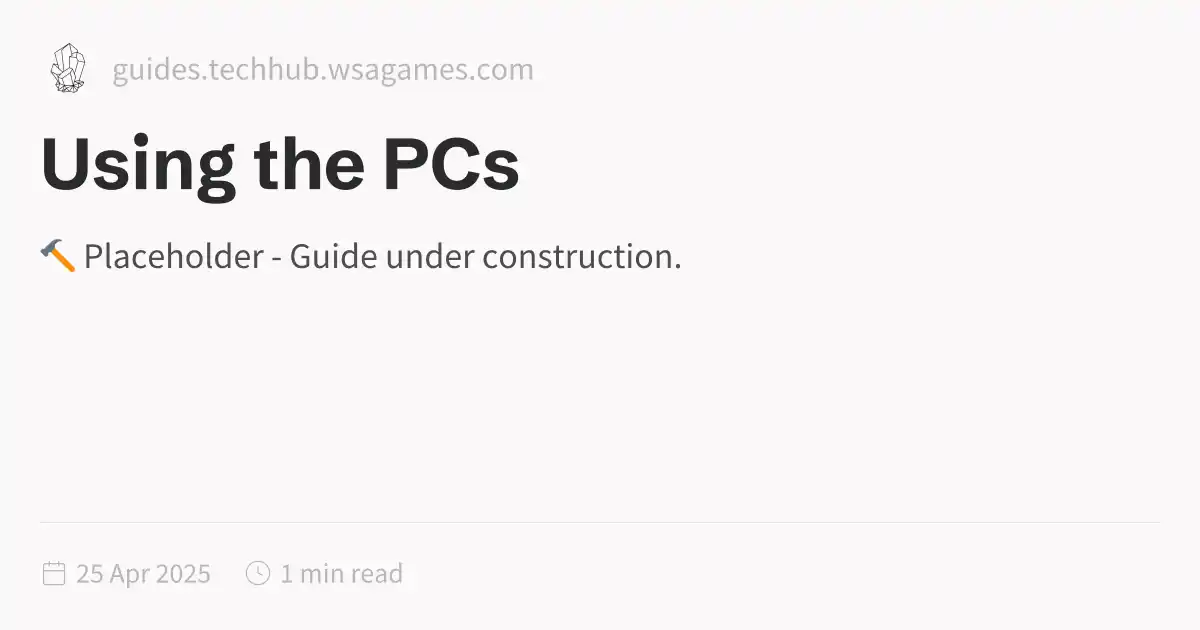 guides.techhub.wsagames.com
Using the PCs
🔨 Placeholder - Guide under construction.
25 Apr 2025 1 min read